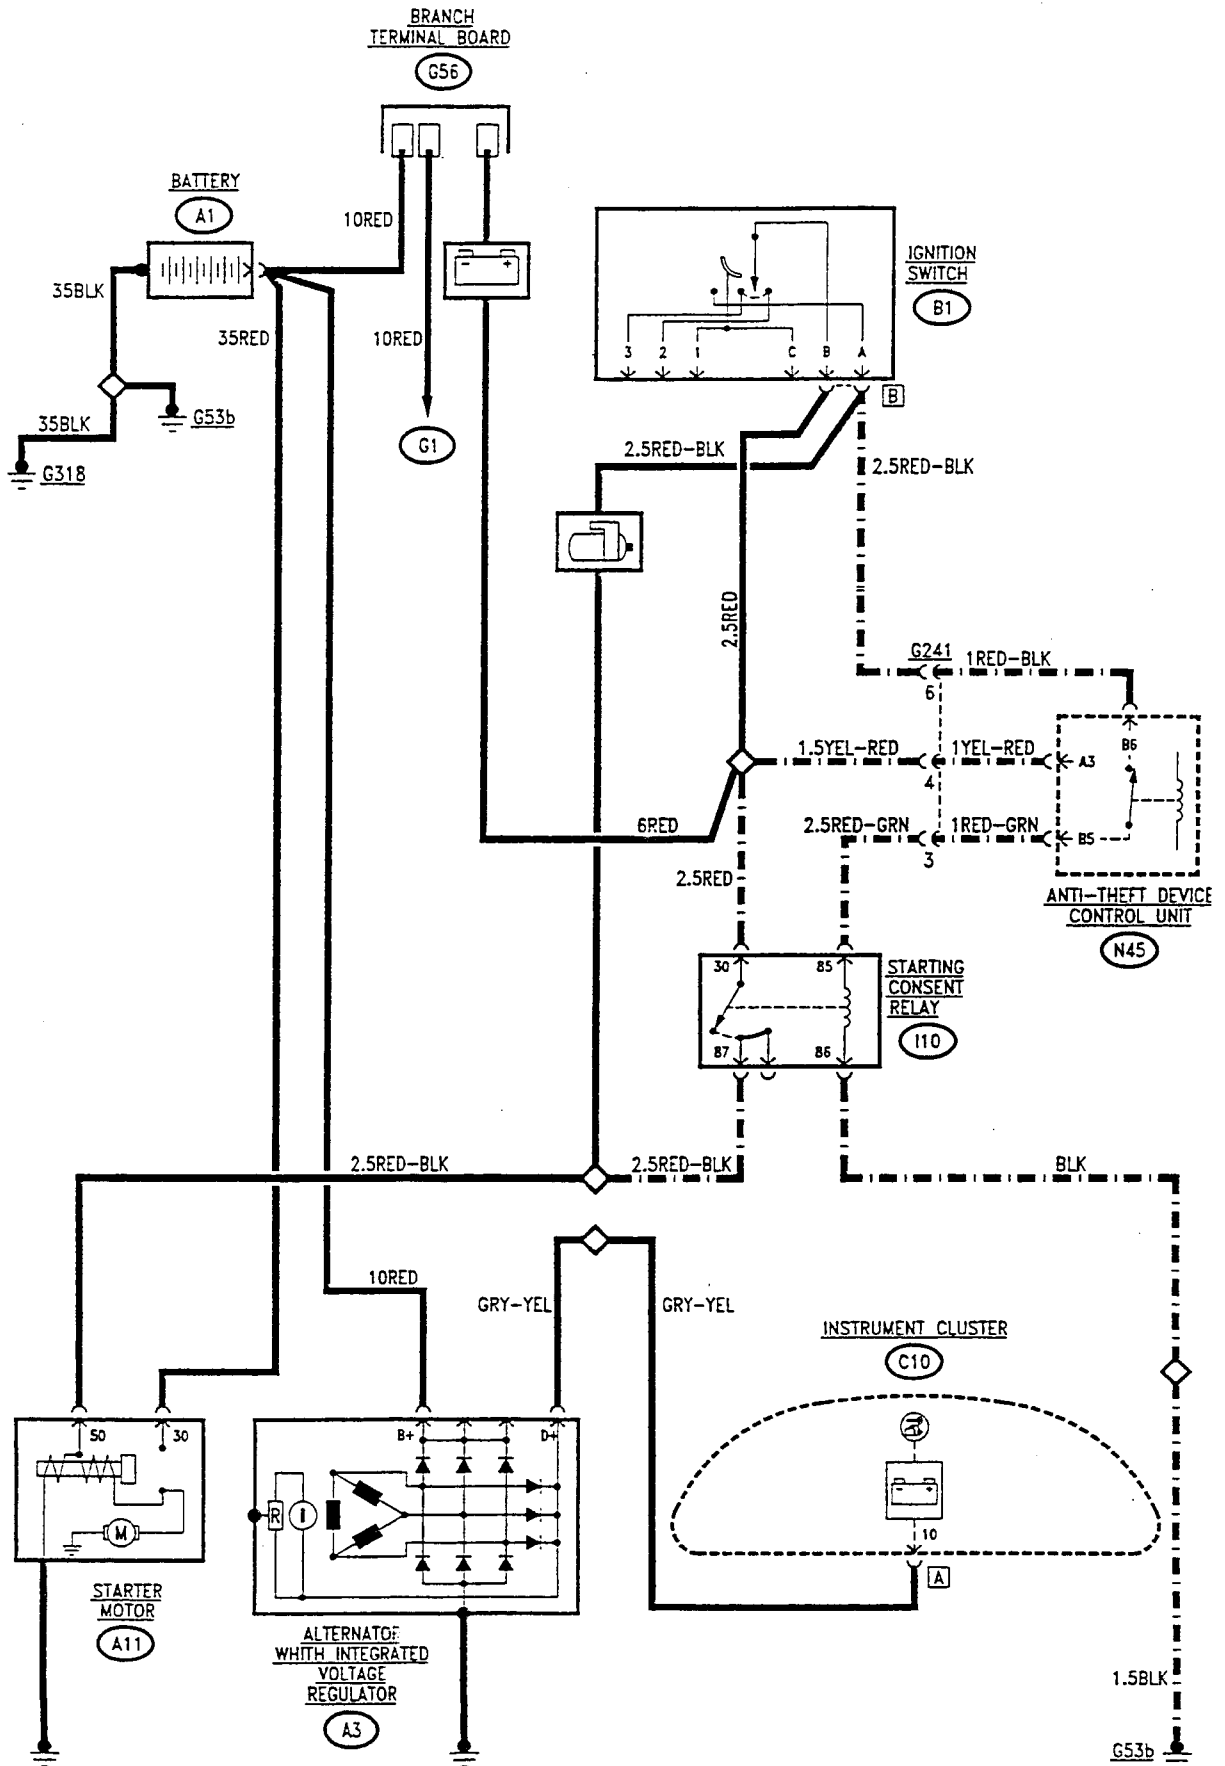 BRANCH
TERMINAL BOARD
G56
BATTERY
A1
10RED
35BLK
35RED
10RED
35BLK
G53b
G318
G1
IGNITION
SWITCH
B1
3 2 1 C B A
B
2.5RED-BLK
2.5RED-BLK
2.5RED
G241
1RED-BLK
6
1.5YEL-RED
1YEL-RED
4
A3
B6
6RED
2.5RED-GRN
1RED-GRN
3
B5
2.5RED
ANTI-THEFT DEVICE
CONTROL UNIT
N45
30
85
STARTING
CONSENT
RELAY
I10
87
86
2.5RED-BLK
2.5RED-BLK
BLK
10RED
GRY-YEL
GRY-YEL
INSTRUMENT CLUSTER
C10
50
30
B+
D+
R
I
M
10
A
STARTER
MOTOR
A11
ALTERNATOR
WHITH INTEGRATED
VOLTAGE
REGULATOR
A3
1.5BLK
G53b